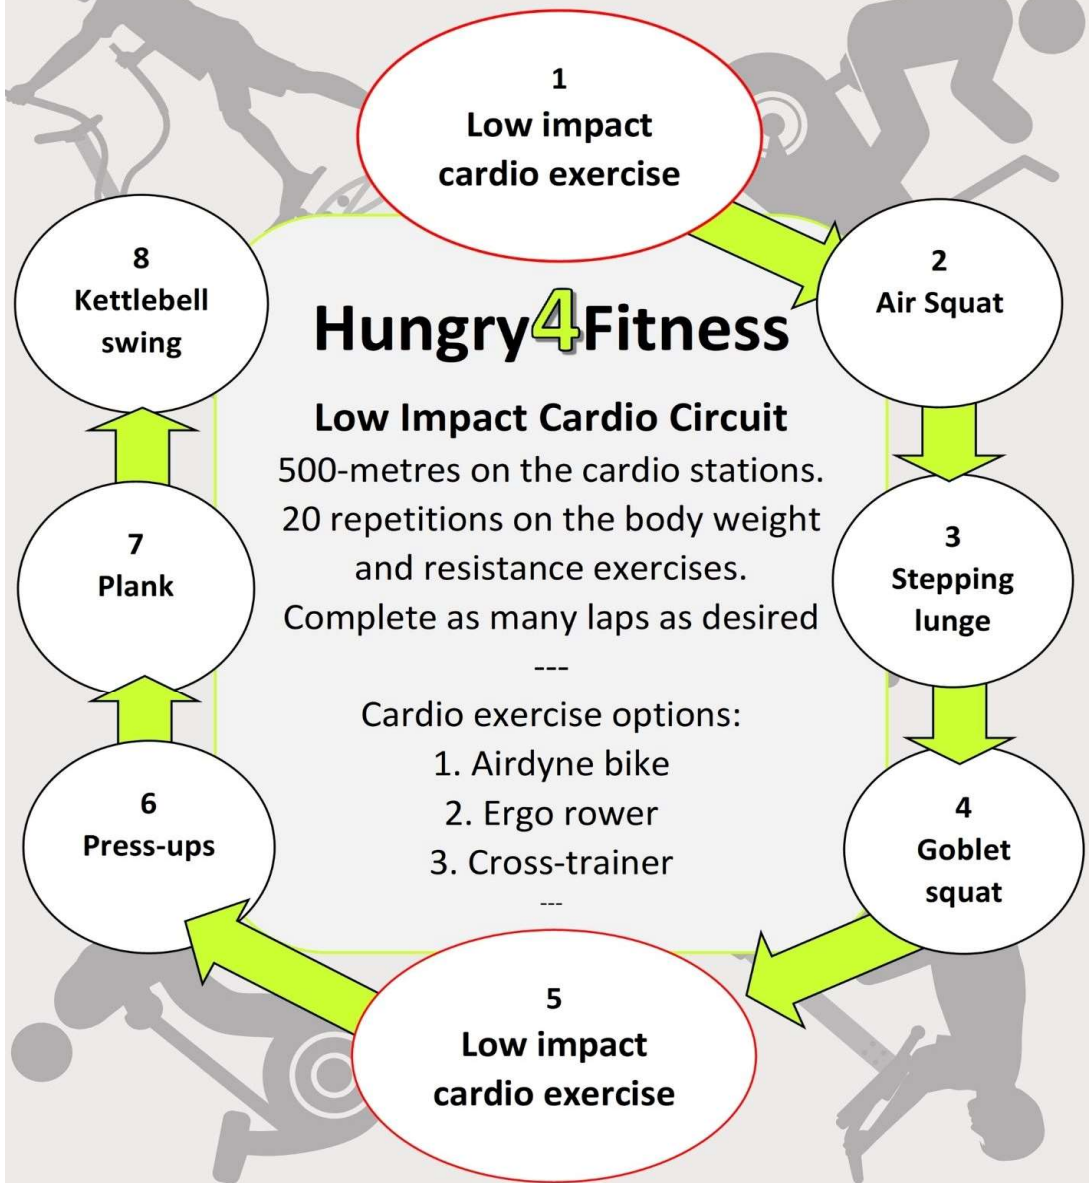 1
Low impact
cardio exercise
2
Air Squat
3
Stepping
lunge
4
Goblet
squat
5
Low impact
cardio exercise
6
Press-ups
7
Plank
8
Kettlebell
swing
Hungry4Fitness
Low Impact Cardio Circuit
500-metres on the cardio stations.
20 repetitions on the body weight
and resistance exercises.
Complete as many laps as desired
---
Cardio exercise options:
1. Airdyne bike
2. Ergo rower
3. Cross-trainer
---